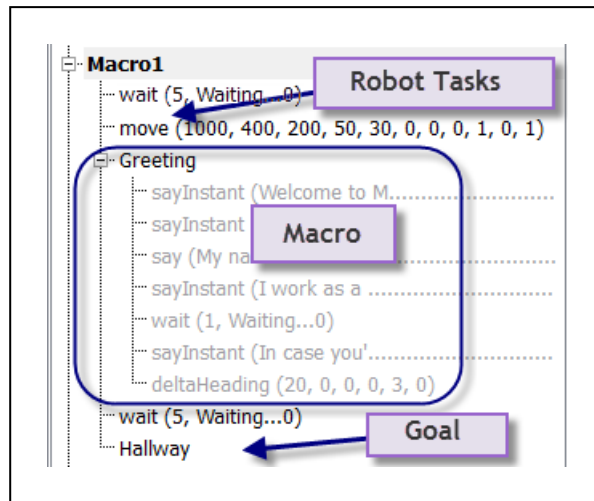 Macro1
Robot Tasks
wait (5, Waiting...0)
move (1000, 400, 200, 50, 30, 0, 0, 0, 1, 0, 1)
Greeting
sayInstant (Welcome to M......................
sayInstant
Macro
say (My na
sayInstant (I work as a .........................
wait (1, Waiting...0)
sayInstant (In case you'.......................
deltaHeading (20, 0, 0, 0, 3, 0)
wait (5, Waiting...0)
Goal
Hallway